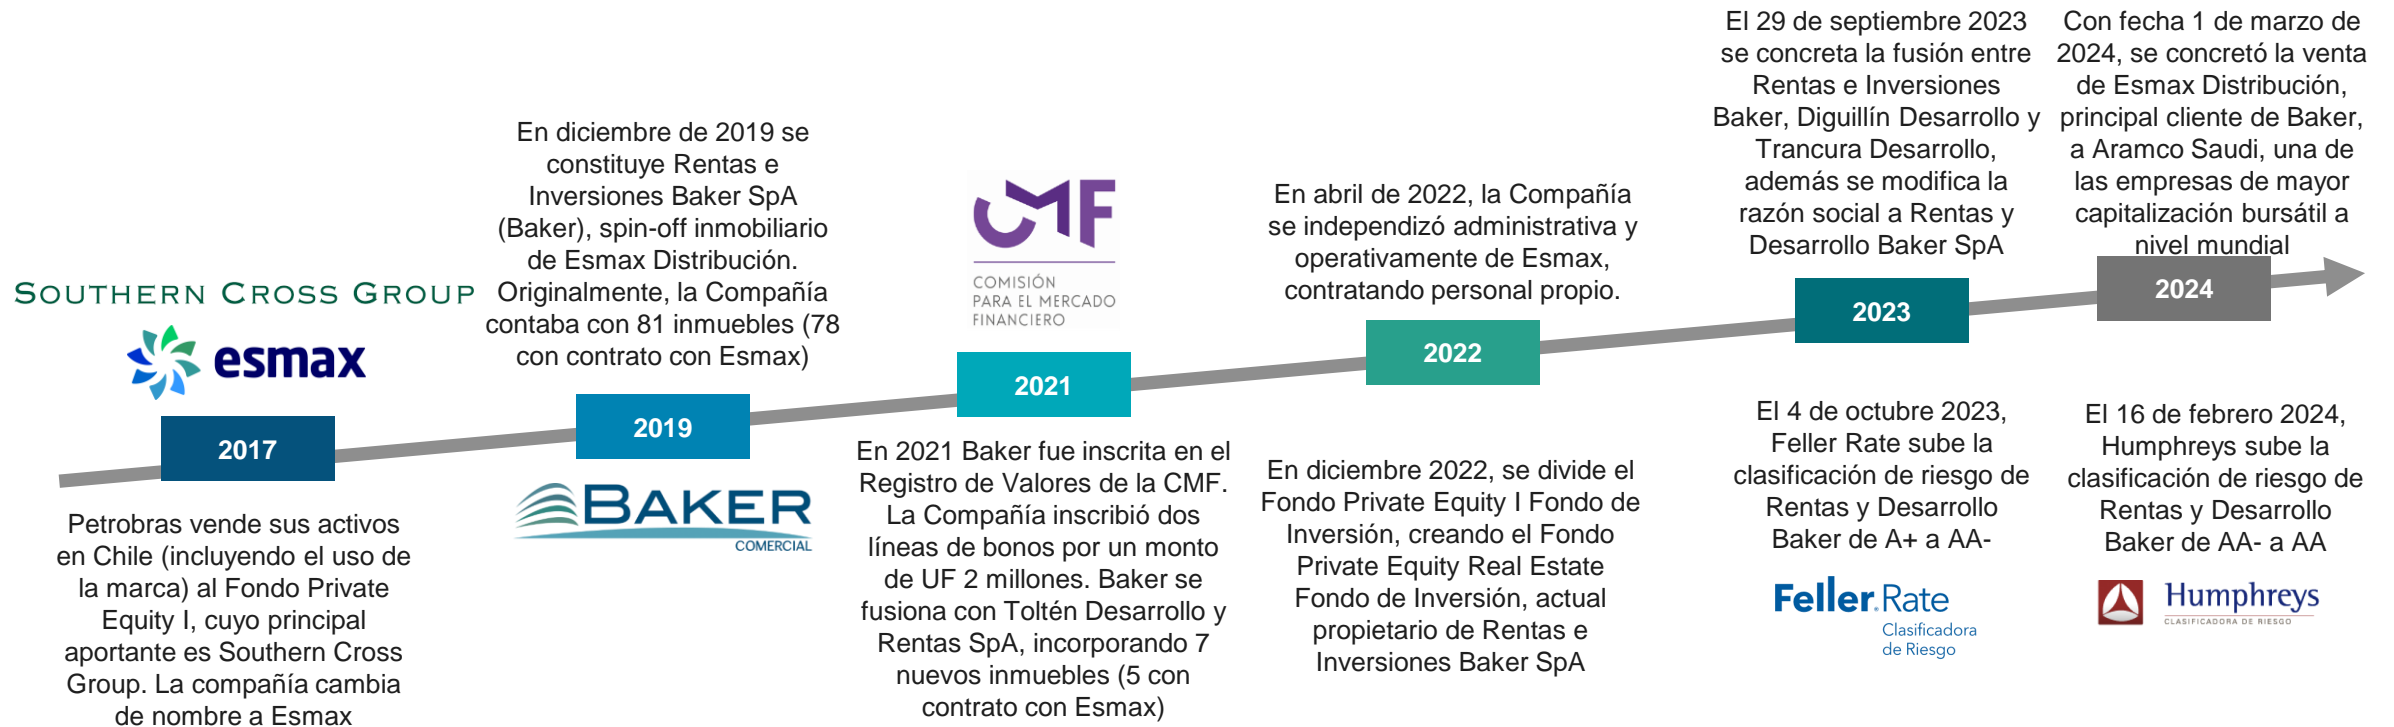 SOUTHERN CROSS GROUP
esmax
2017
Petrobras vende sus activos
en Chile (incluyendo el uso de
la marca) al Fondo Private
Equity I, cuyo principal
aportante es Southern Cross
Group. La compañía cambia
de nombre a Esmax
En diciembre de 2019 se
constituye Rentas e
Inversiones Baker SpA
(Baker), spin-off inmobiliario
de Esmax Distribución.
Originalmente, la Compañía
contaba con 81 inmuebles (78
con contrato con Esmax)
2019
BAKER
COMERCIAL
CMF
COMISIÓN
PARA EL MERCADO
FINANCIERO
2021
En 2021 Baker fue inscrita en el
Registro de Valores de la CMF.
La Compañía inscribió dos
líneas de bonos por un monto
de UF 2 millones. Baker se
fusiona con Toltén Desarrollo y
Rentas SpA, incorporando 7
nuevos inmuebles (5 con
contrato con Esmax)
En abril de 2022, la Compañía
se independizó administrativa y
operativamente de Esmax,
contratando personal propio.
2022
En diciembre 2022, se divide el
Fondo Private Equity I Fondo de
Inversión, creando el Fondo
Private Equity Real Estate
Fondo de Inversión, actual
propietario de Rentas e
Inversiones Baker SpA
El 29 de septiembre 2023
se concreta la fusión entre
Rentas e Inversiones
Baker, Diguillín Desarrollo y
Trancura Desarrollo,
además se modifica la
razón social a Rentas y
Desarrollo Baker SpA
2023
El 4 de octubre 2023,
Feller Rate sube la
clasificación de riesgo de
Rentas y Desarrollo
Baker de A+ a AA-
Feller.Rate
Clasificadora
de Riesgo
Con fecha 1 de marzo de
2024, se concretó la venta
de Esmax Distribución,
principal cliente de Baker,
a Aramco Saudi, una de
las empresas de mayor
capitalización bursátil a
nivel mundial
2024
El 16 de febrero 2024,
Humphreys sube la
clasificación de riesgo de
Rentas y Desarrollo
Baker de AA- a AA
Humphreys
CLASIFICADORA DE RIESGO